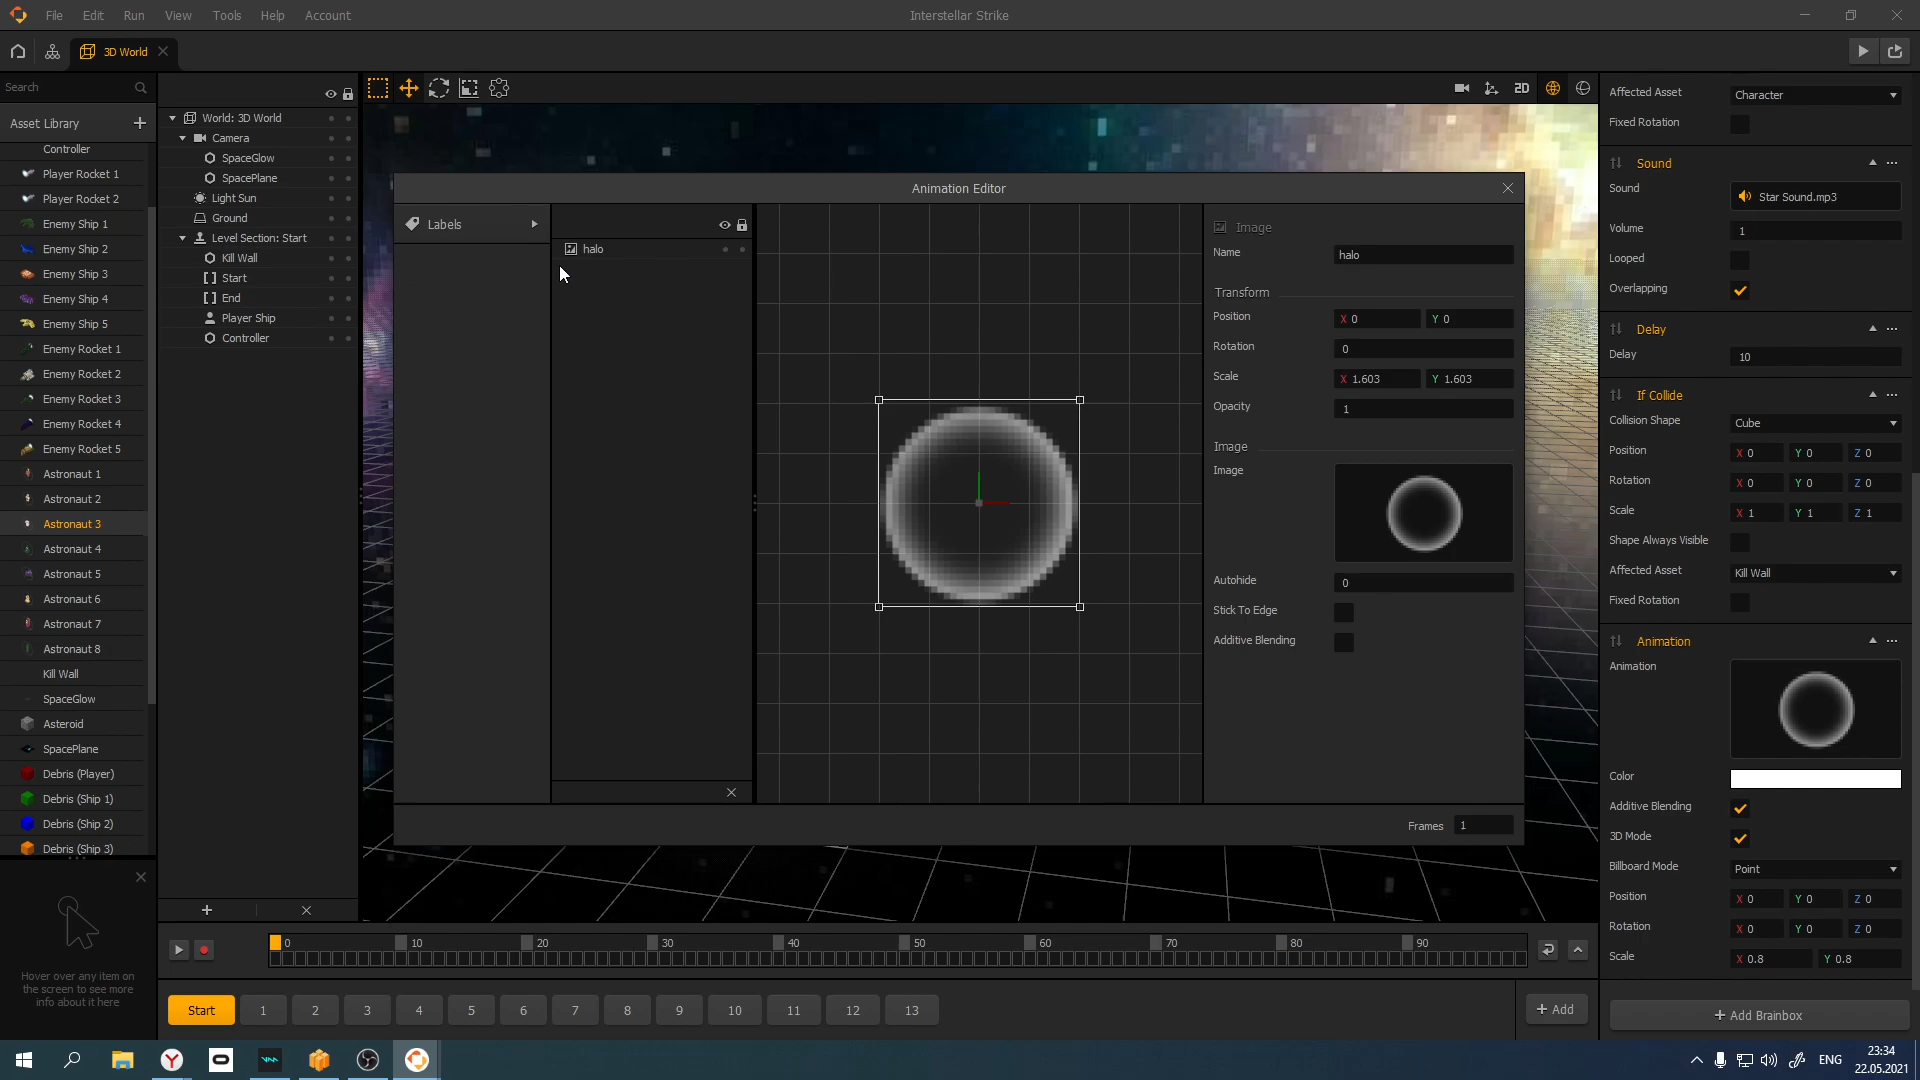 File Edit Run View Tools Help Account
Interstellar Strike
3D World
Search
Asset Library
Controller
Player Rocket 1
Player Rocket 2
Enemy Ship 1
Enemy Ship 2
Enemy Ship 3
Enemy Ship 4
Enemy Ship 5
Enemy Rocket 1
Enemy Rocket 2
Enemy Rocket 3
Enemy Rocket 4
Enemy Rocket 5
Astronaut 1
Astronaut 2
Astronaut 3
Astronaut 4
Astronaut 5
Astronaut 6
Astronaut 7
Astronaut 8
Kill Wall
SpaceGlow
Asteroid
SpacePlane
Debris (Player)
Debris (Ship 1)
Debris (Ship 2)
Debris (Ship 3)
Hover over any item on
the screen to see more
info about it here
World: 3D World
Camera
SpaceGlow
SpacePlane
Light Sun
Ground
Level Section: Start
Kill Wall
Start
End
Player Ship
Controller
2D
Animation Editor
Labels
halo
Image
Name halo
Transform
Position X 0 Y 0
Rotation 0
Scale X 1.603 Y 1.603
Opacity 1
Image
Image
Autohide 0
Stick To Edge
Additive Blending
Frames 1
Affected Asset Character
Fixed Rotation
Sound
Sound Star Sound.mp3
Volume 1
Looped
Overlapping
Delay
Delay 10
If Collide
Collision Shape Cube
Position X 0 Y 0 Z 0
Rotation X 0 Y 0 Z 0
Scale X 1 Y 1 Z 1
Shape Always Visible
Affected Asset Kill Wall
Fixed Rotation
Animation
Animation
Color
Additive Blending
3D Mode
Billboard Mode Point
Position X 0 Y 0 Z 0
Rotation X 0 Y 0 Z 0
Scale X 0.8 Y 0.8
+ Add Brainbox
0 10 20 30 40 50 60 70 80 90
Start 1 2 3 4 5 6 7 8 9 10 11 12 13
+ Add
ENG
23:34
22.05.2021